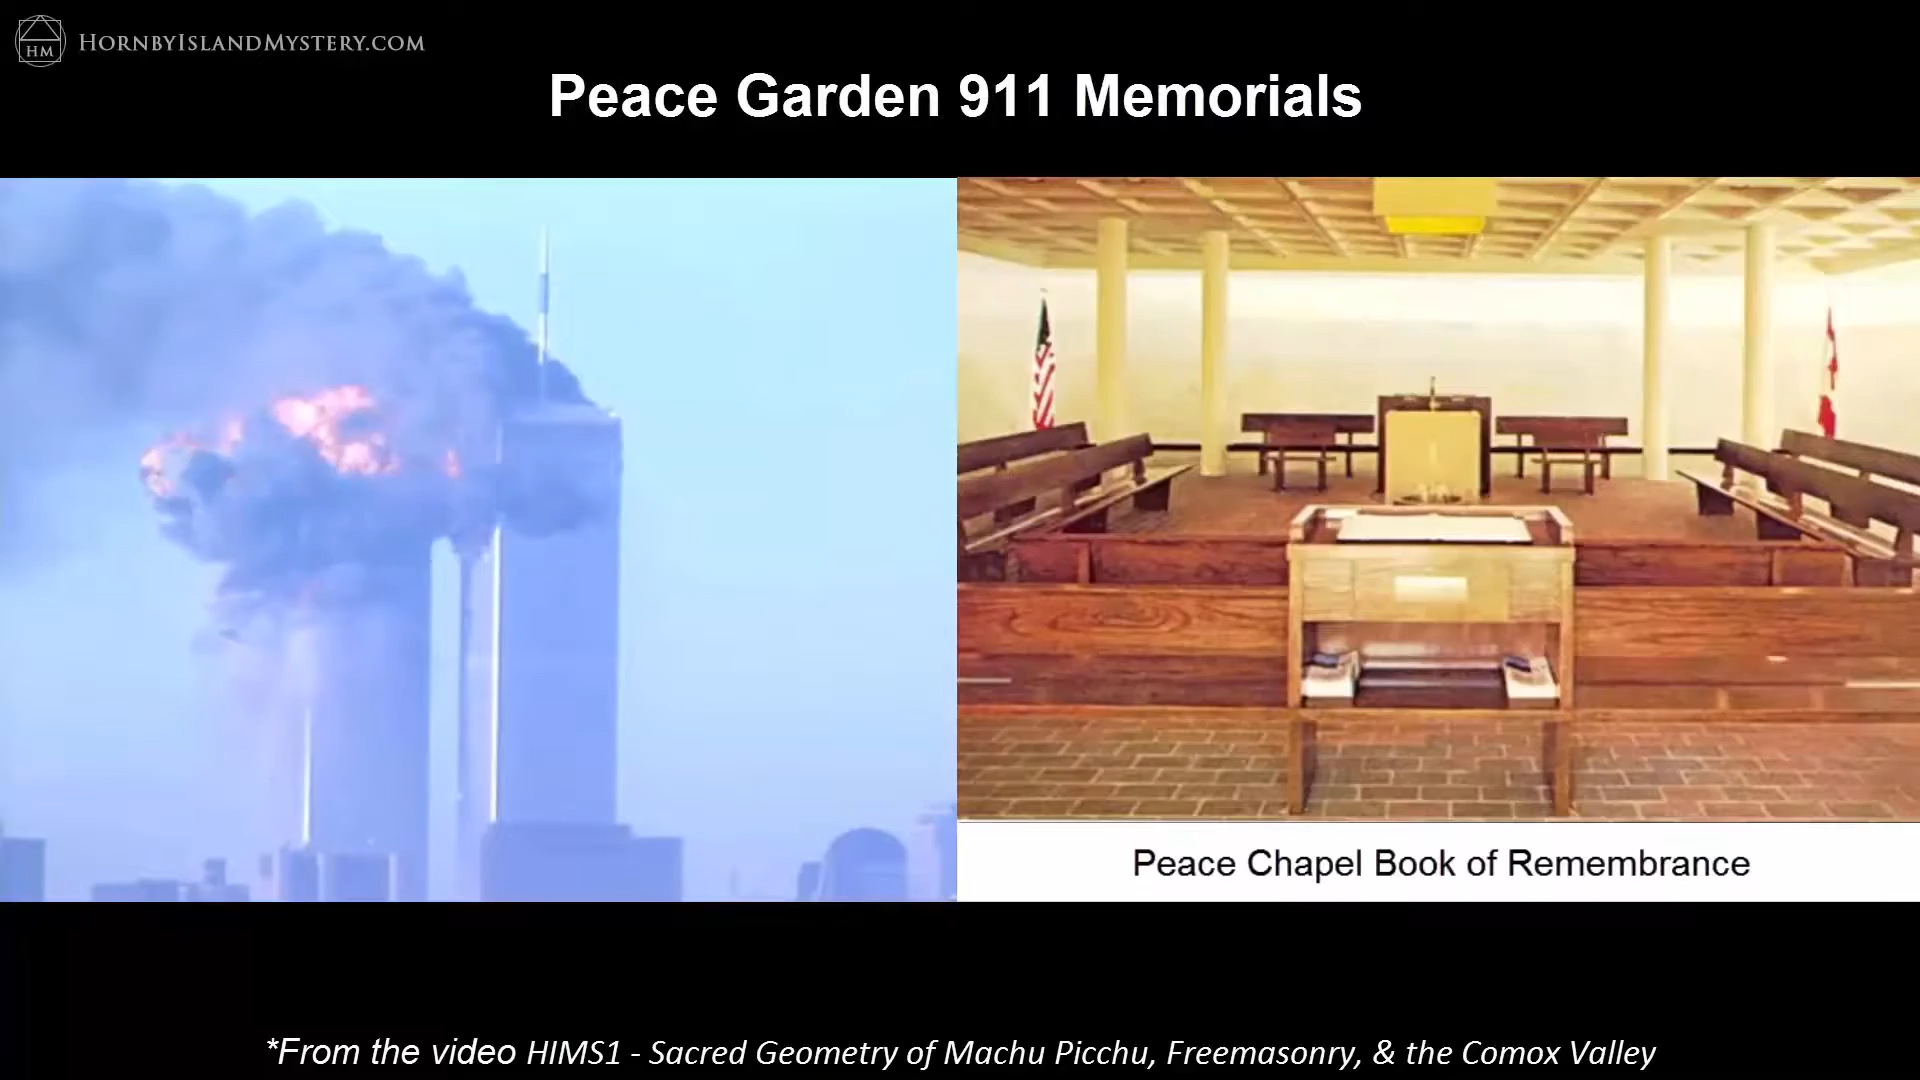 HM
HORNBYISLANDMYSTERY.COM
Peace Garden 911 Memorials
Peace Chapel Book of Remembrance
*From the video HIMS1 - Sacred Geometry of Machu Picchu, Freemasonry, & the Comox Valley